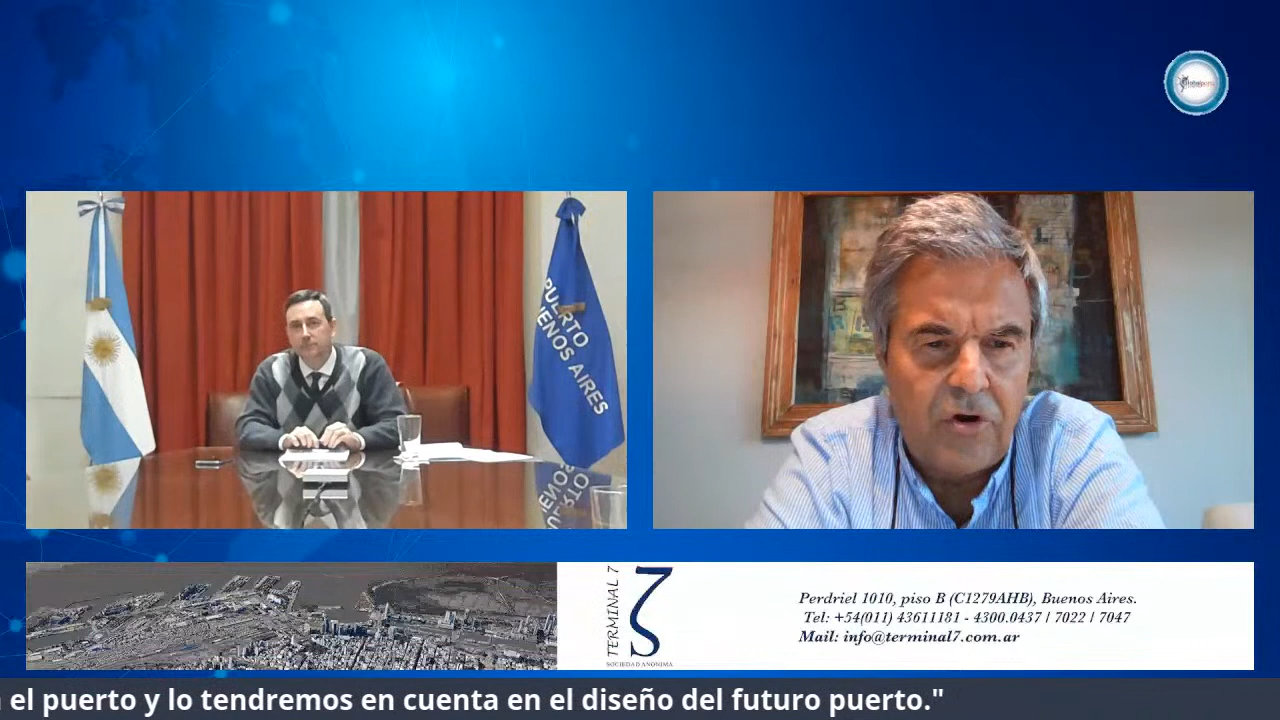 PUERTO
BUENOS AIRES
TERMINAL 7
SOCIEDAD ANONIMA
Perdriel 1010, piso B (C1279AHB), Buenos Aires.
Tel: +54(011) 43611181 - 4300.0437 / 7022 / 7047
Mail: info@terminal7.com.ar
el puerto y lo tendremos en cuenta en el diseño del futuro puerto."